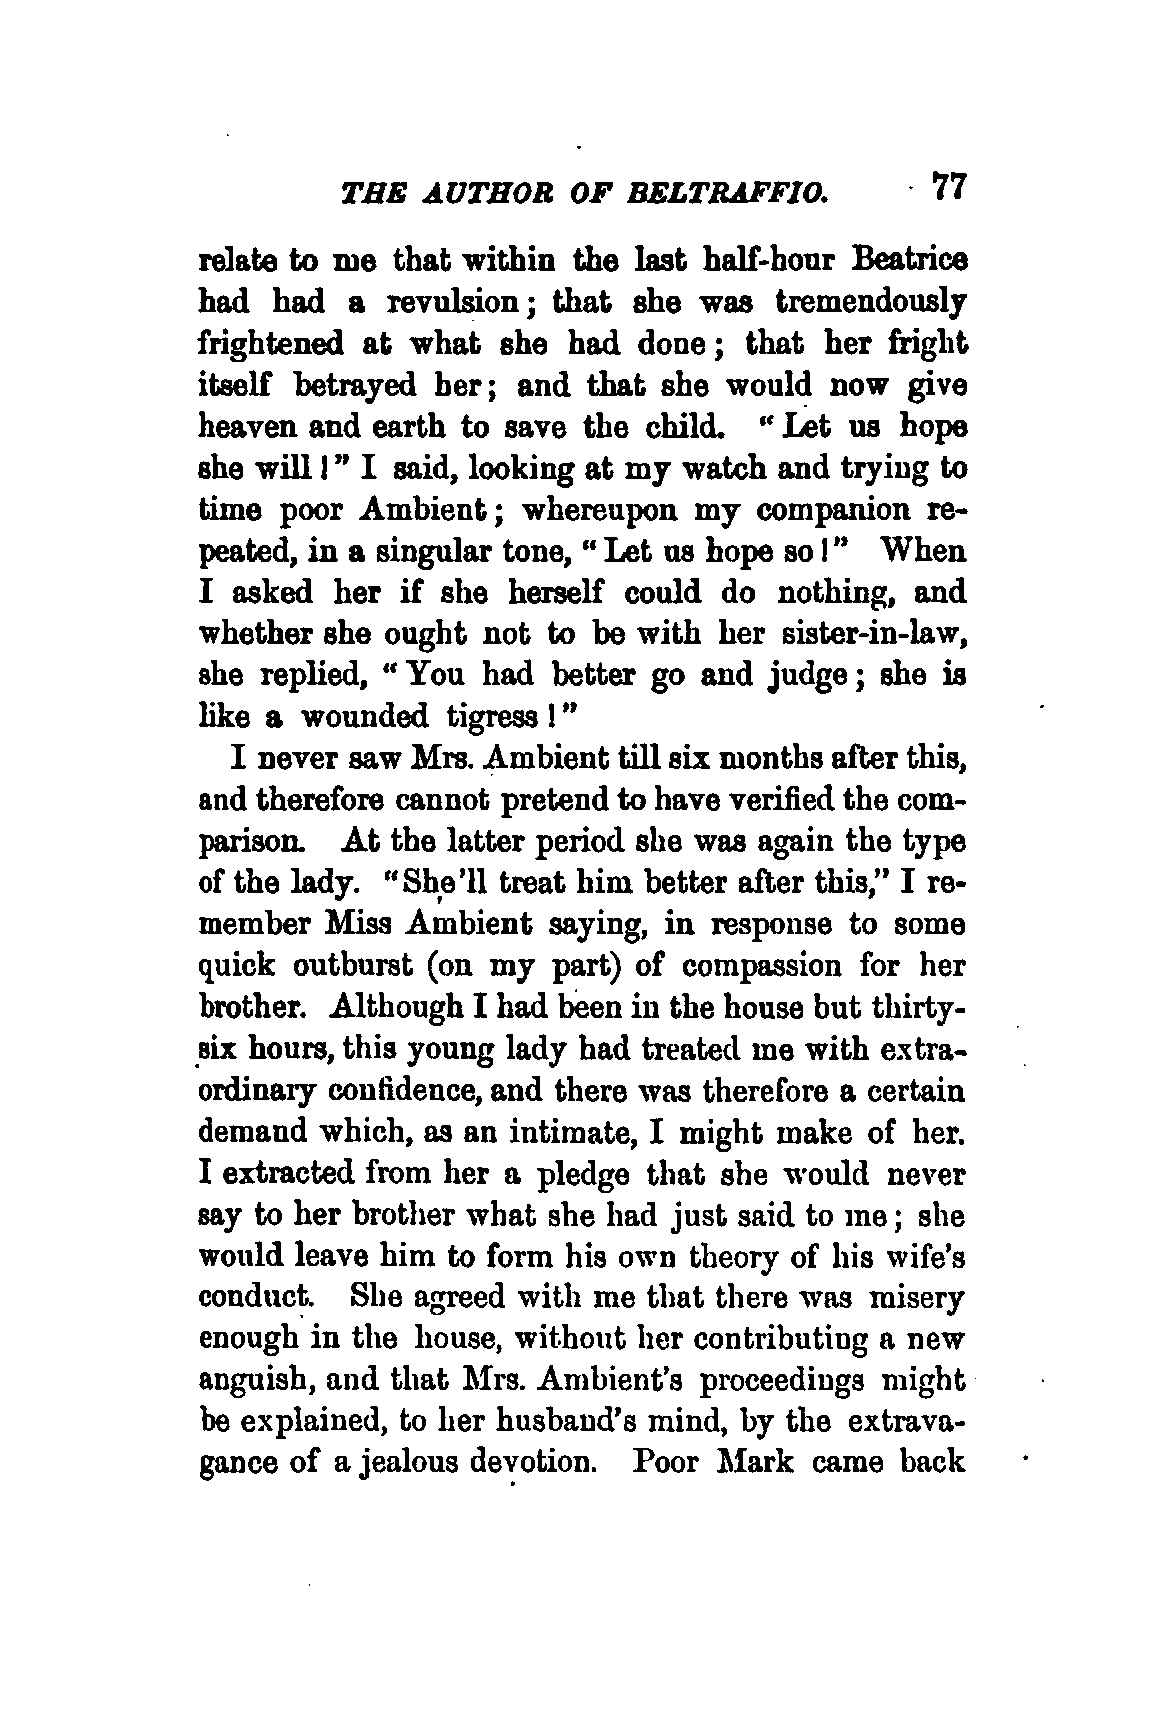 THE AUTHOR OF BELTRAFFIO. 77
relate to me that within the last half-hour Beatrice
had had a revulsion; that she was tremendously
frightened at what she had done; that her fright
itself betrayed her; and that she would now give
heaven and earth to save the child. “Let us hope
she will!” I said, looking at my watch and trying to
time poor Ambient; whereupon my companion re-
peated, in a singular tone, “Let us hope so!” When
I asked her if she herself could do nothing, and
whether she ought not to be with her sister-in-law,
she replied, “You had better go and judge; she is
like a wounded tigress!”
I never saw Mrs. Ambient till six months after this,
and therefore cannot pretend to have verified the com-
parison. At the latter period she was again the type
of the lady. “She’ll treat him better after this,” I re-
member Miss Ambient saying, in response to some
quick outburst (on my part) of compassion for her
brother. Although I had been in the house but thirty-
six hours, this young lady had treated me with extra-
ordinary confidence, and there was therefore a certain
demand which, as an intimate, I might make of her.
I extracted from her a pledge that she would never
say to her brother what she had just said to me; she
would leave him to form his own theory of his wife’s
conduct. She agreed with me that there was misery
enough in the house, without her contributing a new
anguish, and that Mrs. Ambient’s proceedings might
be explained, to her husband’s mind, by the extrava-
gance of a jealous devotion. Poor Mark came back